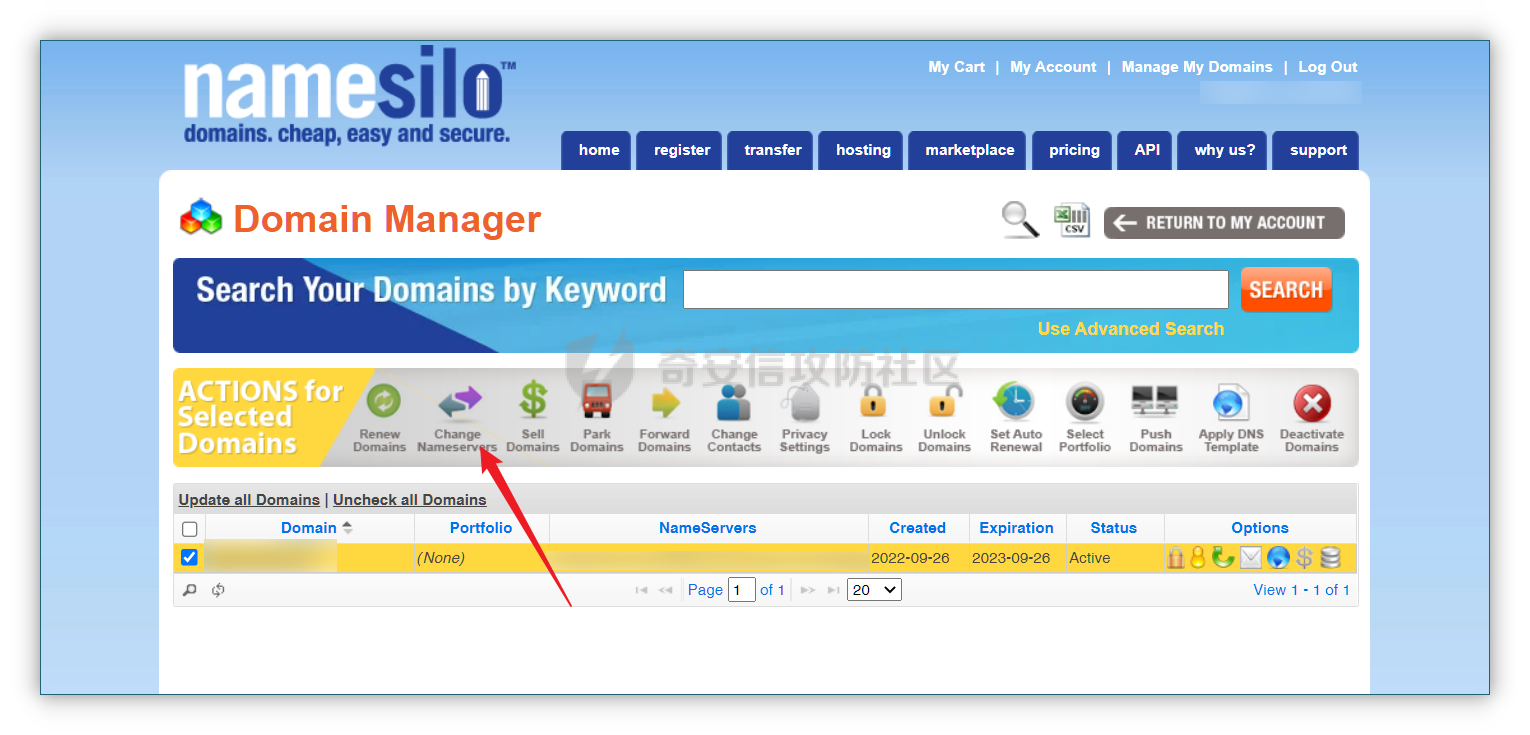 namesilo™
domains. cheap, easy and secure.
My Cart | My Account | Manage My Domains | Log Out
home register transfer hosting marketplace pricing API why us? support
Domain Manager
CSV
RETURN TO MY ACCOUNT
Search Your Domains by Keyword
SEARCH
Use Advanced Search
奇安信攻防社区
ACTIONS for
Selected
Domains
Renew Domains
Change Nameservers
Sell Domains
Park Domains
Forward Domains
Change Contacts
Privacy Settings
Lock Domains
Unlock Domains
Set Auto Renewal
Select Portfolio
Push Domains
Apply DNS Template
Deactivate Domains
Update all Domains | Uncheck all Domains
Domain Portfolio NameServers Created Expiration Status Options
(None) 2022-09-26 2023-09-26 Active
Page 1 of 1 20 View 1 - 1 of 1